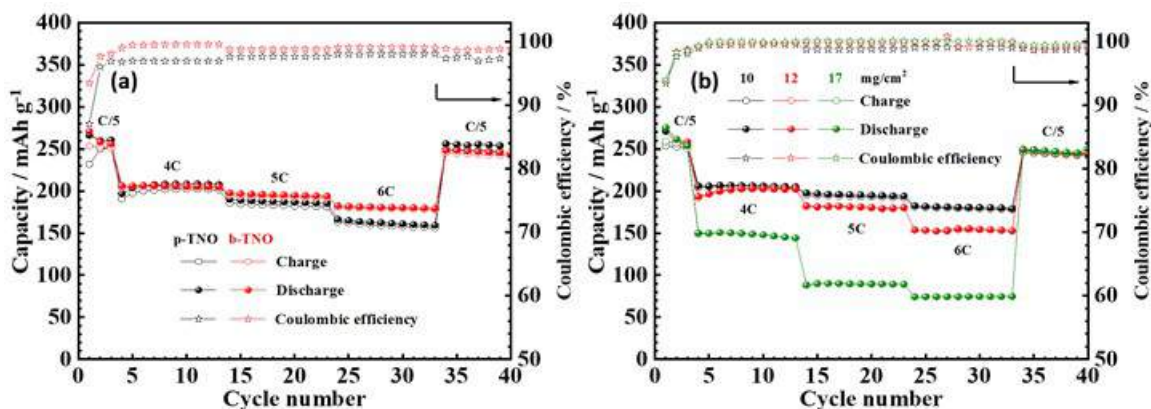 400
350
300
250
200
150
100
50
0
Capacity / mAh g⁻¹
(a)
C/5
4C
5C
6C
C/5
p-TNO b-TNO
Charge
Discharge
Coulombic efficiency
100
90
80
70
60
50
Coulombic efficiency / %
0 5 10 15 20 25 30 35 40
Cycle number
400
350
300
250
200
150
100
50
0
Capacity / mAh g⁻¹
(b)
10 12 17 mg/cm²
Charge
Discharge
Coulombic efficiency
C/5
4C
5C
6C
C/5
100
90
80
70
60
50
Coulombic efficiency / %
0 5 10 15 20 25 30 35 40
Cycle number